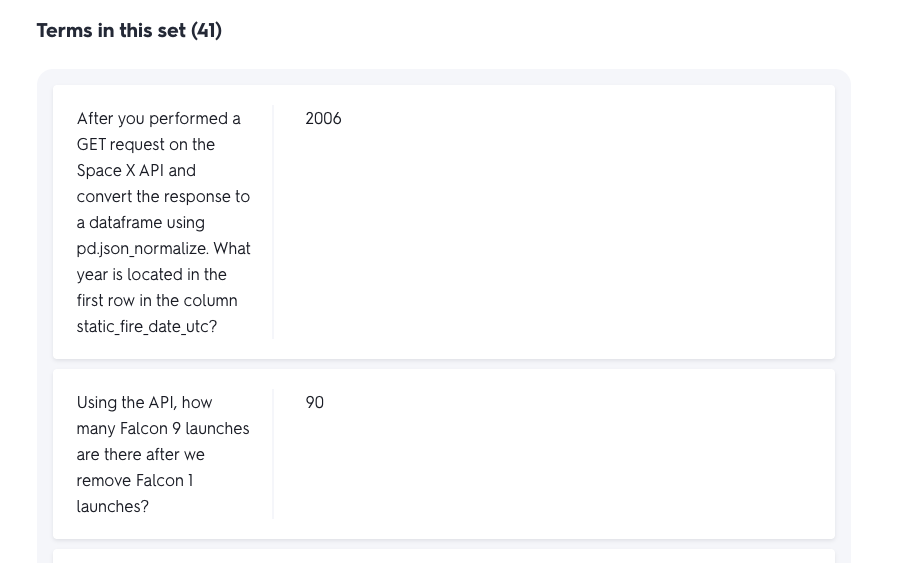 Terms in this set (41)
After you performed a
GET request on the
Space X API and
convert the response to
a dataframe using
pd.json_normalize. What
year is located in the
first row in the column
static_fire_date_utc?
2006
Using the API, how
many Falcon 9 launches
are there after we
remove Falcon 1
launches?
90